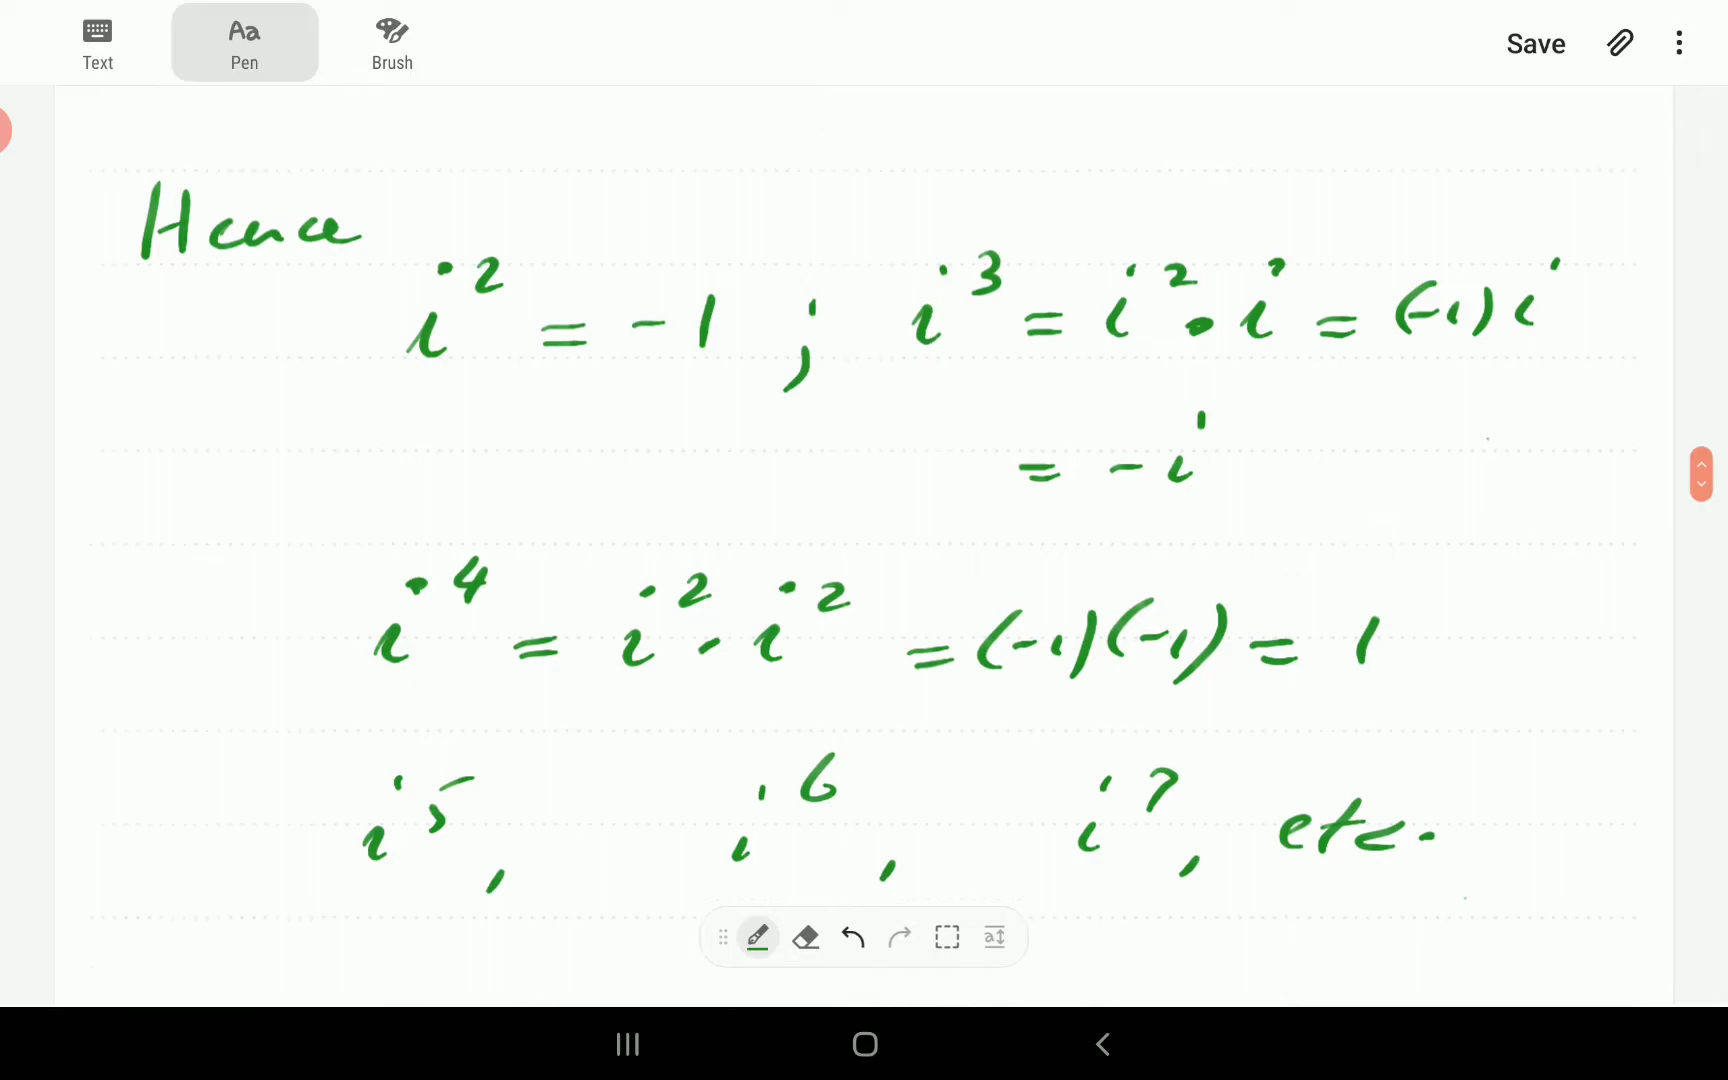 Text Aa Pen Brush Save
Hence
i² = -1 ; i³ = i² · i = (-1) i
= - i
i⁴ = i² · i² = (-1)(-1) = 1
i⁵, i⁶, i⁷, etc.